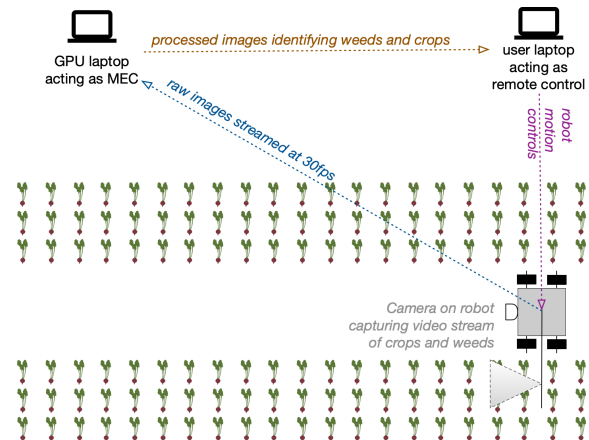 processed images identifying weeds and crops
GPU laptop
acting as MEC
user laptop
acting as
remote control
raw images streamed at 30fps
robot
motion
controls
Camera on robot
capturing video stream
of crops and weeds